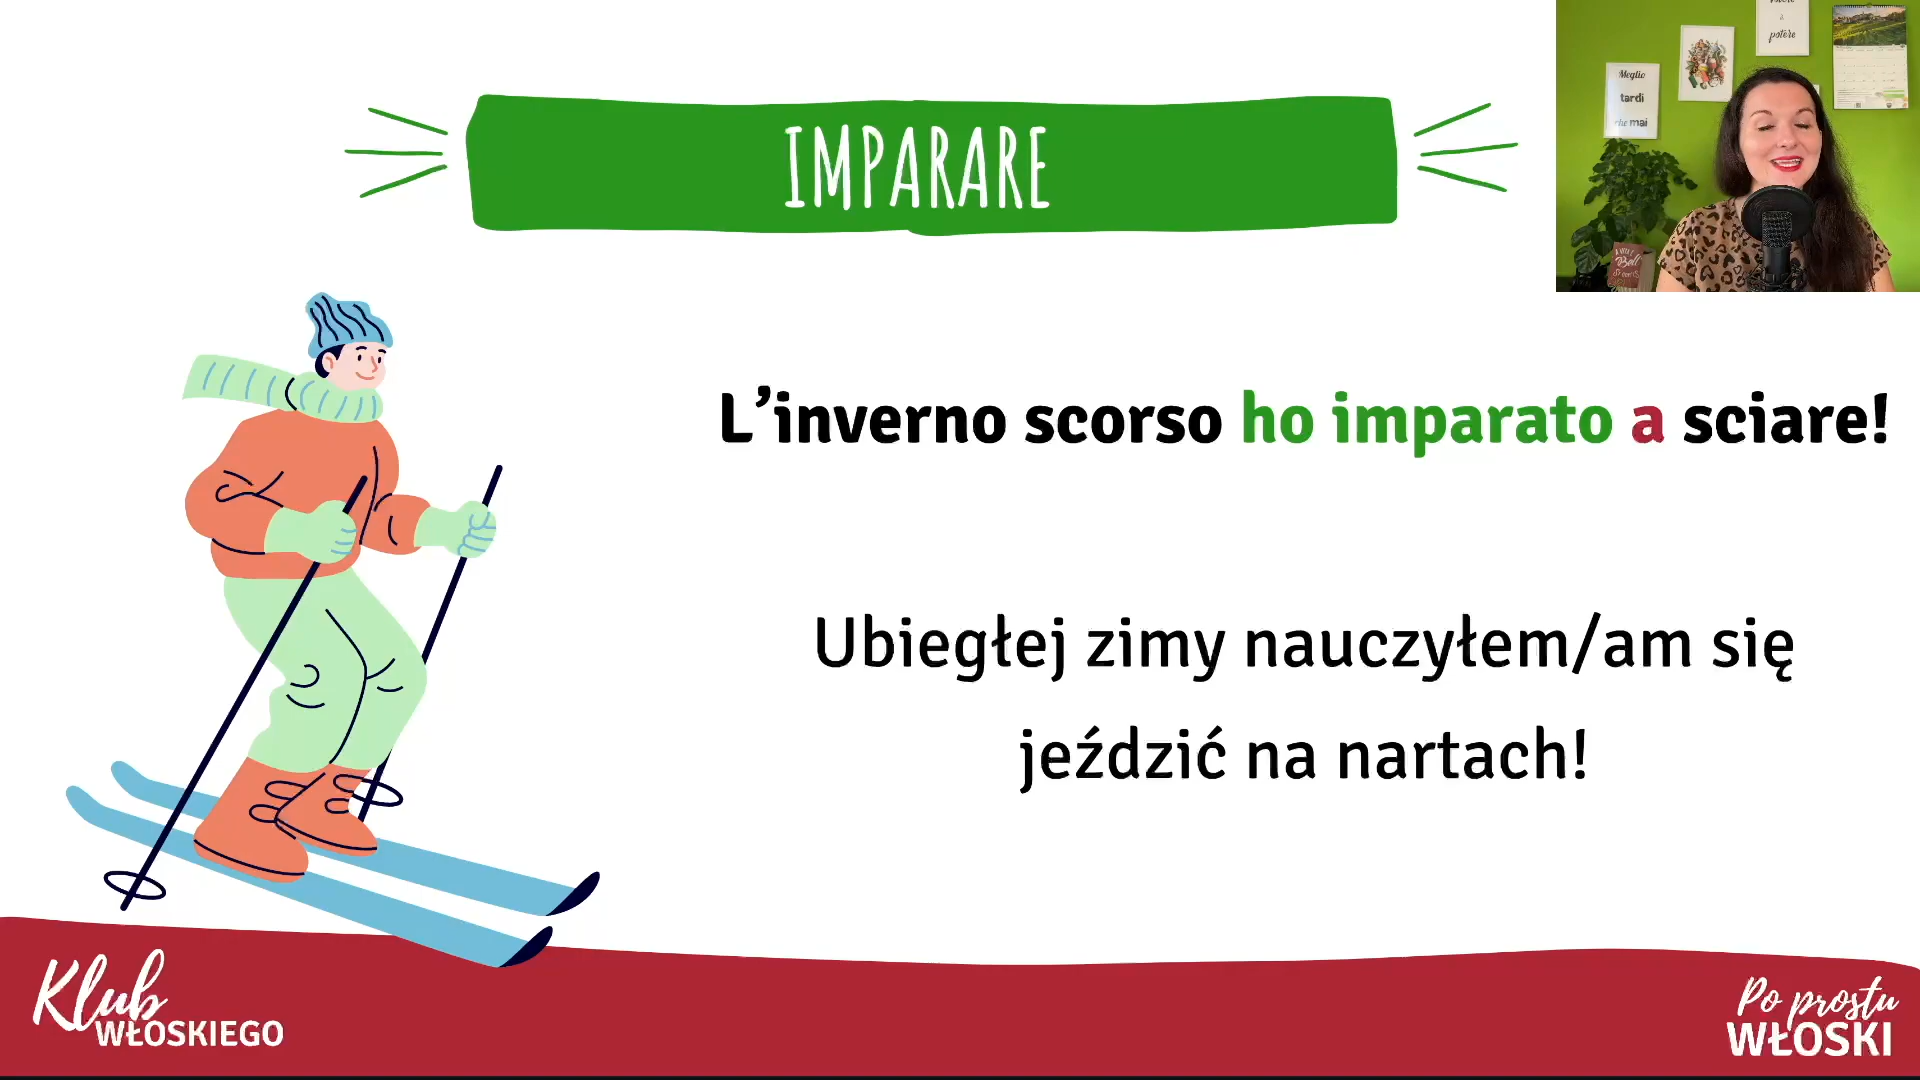 IMPARARE
L'inverno scorso ho imparato a sciare!
Ubiegłej zimy nauczyłem/am się
jeździć na nartach!
Klub
WŁOSKIEGO
Po prostu
WŁOSKI
potere
Meglio
tardi
che mai